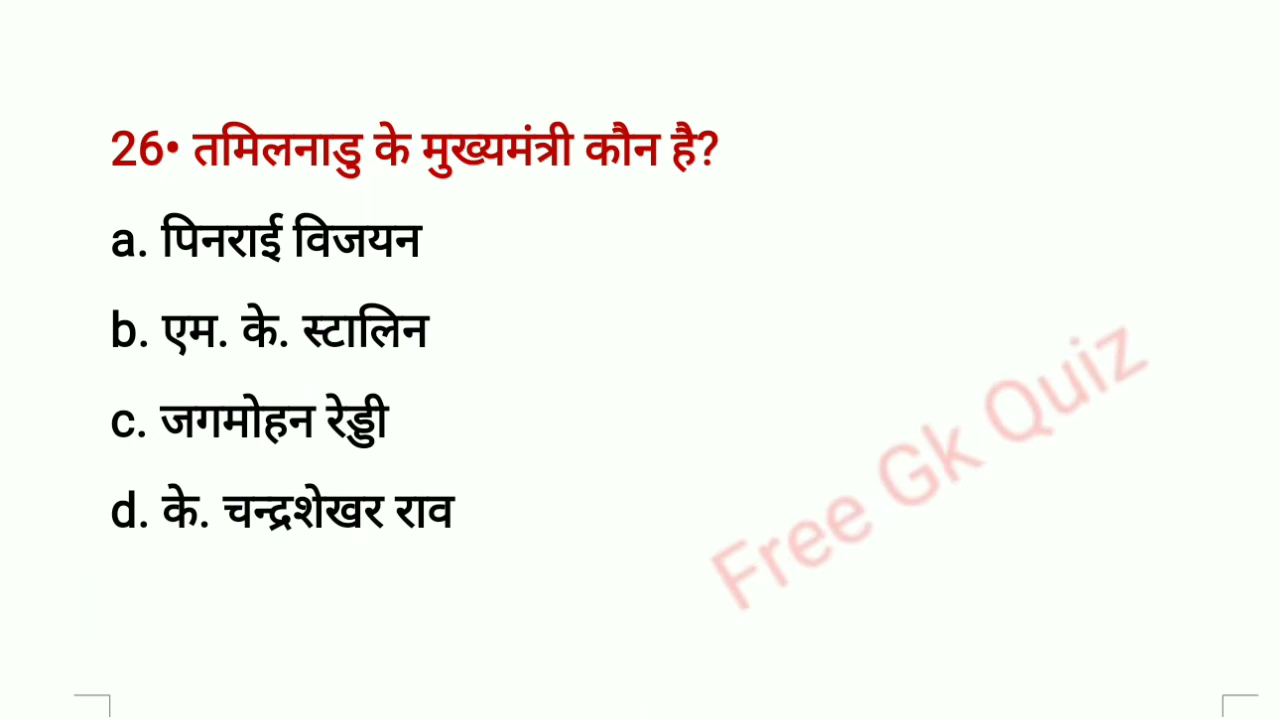 26• तमिलनाडु के मुख्यमंत्री कौन है?
a. पिनराई विजयन
b. एम. के. स्टालिन
c. जगमोहन रेड्डी
d. के. चन्द्रशेखर राव
Free Gk Quiz